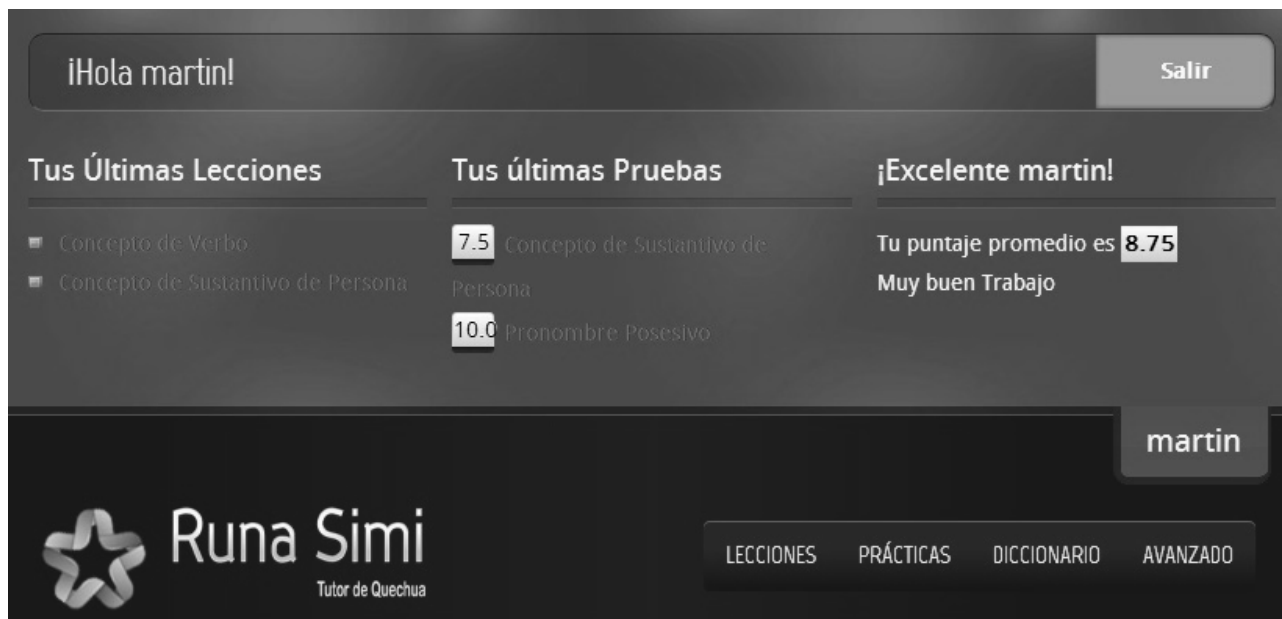 ¡Hola martin!
Salir
Tus Últimas Lecciones
Concepto de Verbo
Concepto de Sustantivo de Persona
Tus últimas Pruebas
7.5 Concepto de Sustantivo de
Persona
10.0 Pronombre Posesivo
¡Excelente martin!
Tu puntaje promedio es 8.75
Muy buen Trabajo
martin
Runa Simi
Tutor de Quechua
LECCIONES PRÁCTICAS DICCIONARIO AVANZADO